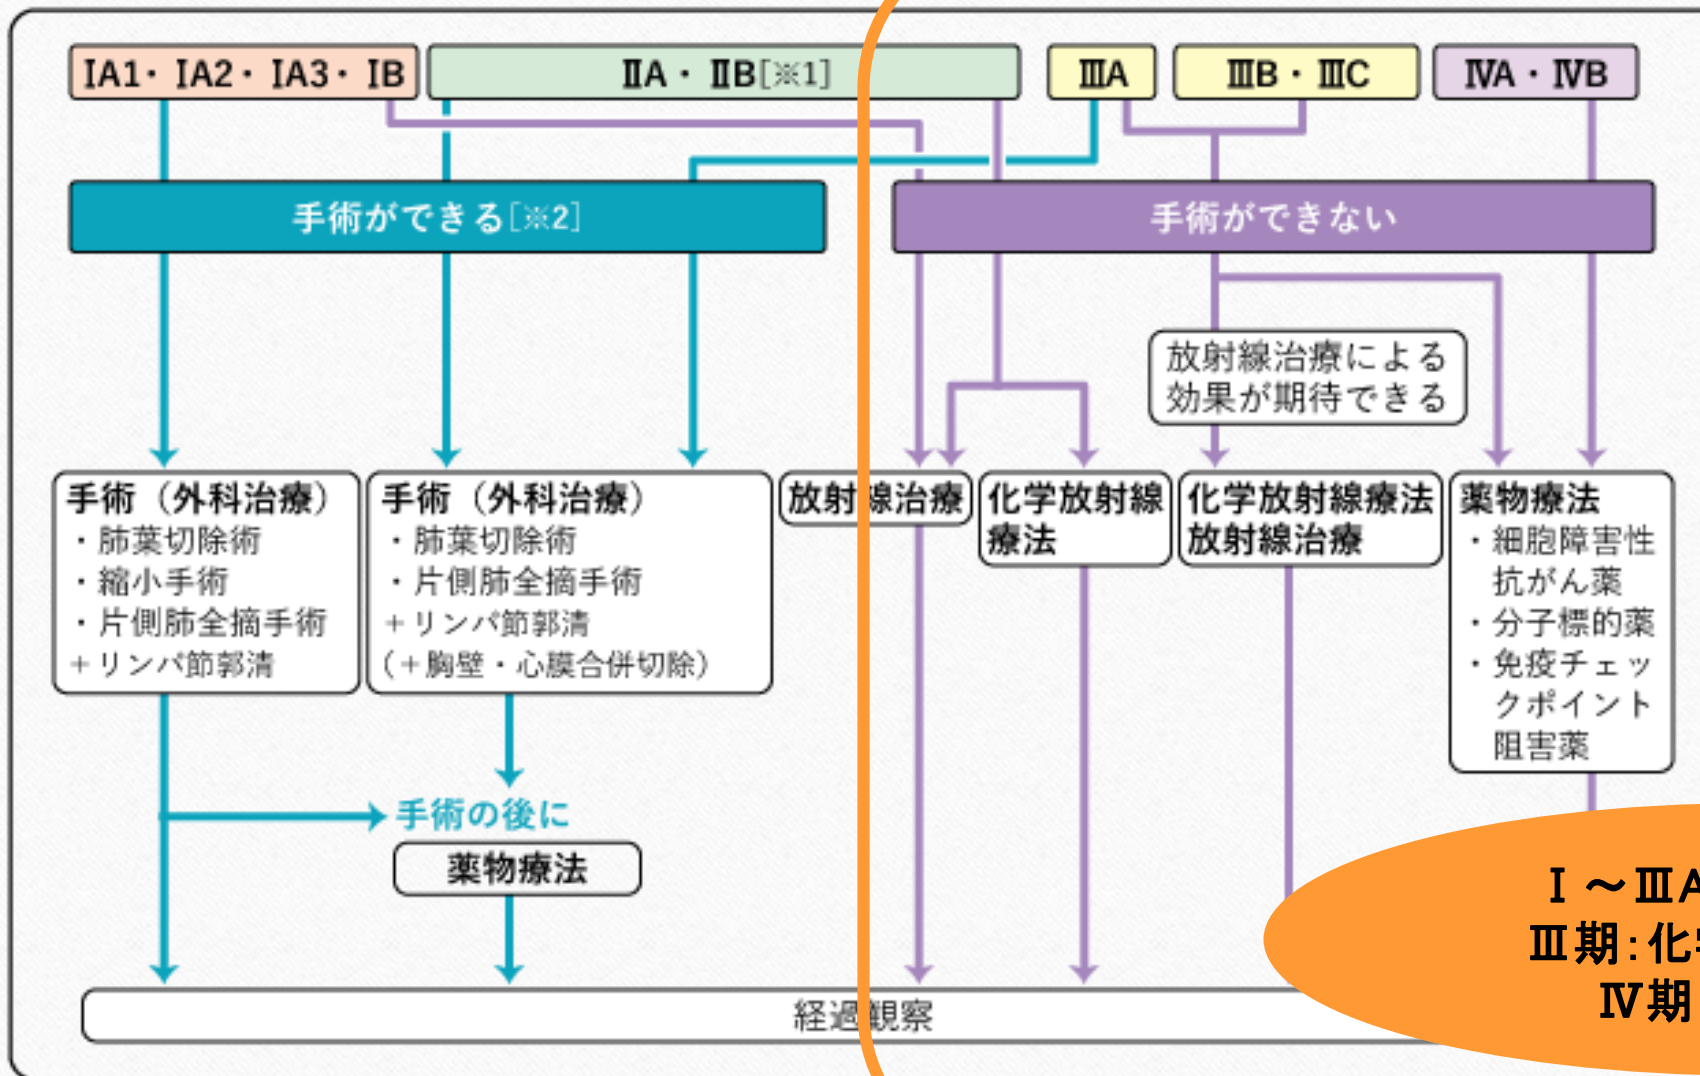 ⅠA1・ⅠA2・ⅠA3・ⅠB
ⅡA・ⅡB[※1]
ⅢA
ⅢB・ⅢC
ⅣA・ⅣB
手術ができる[※2]
手術ができない
放射線治療による
効果が期待できる
手術（外科治療）
・肺葉切除術
・縮小手術
・片側肺全摘手術
＋リンパ節郭清
手術（外科治療）
・肺葉切除術
・片側肺全摘手術
＋リンパ節郭清
（＋胸壁・心膜合併切除）
放射線治療
化学放射線
療法
化学放射線療法
放射線治療
薬物療法
・細胞障害性
抗がん薬
・分子標的薬
・免疫チェッ
クポイント
阻害薬
手術の後に
薬物療法
経過観察
Ⅰ～ⅢA
Ⅲ期：化
Ⅳ期